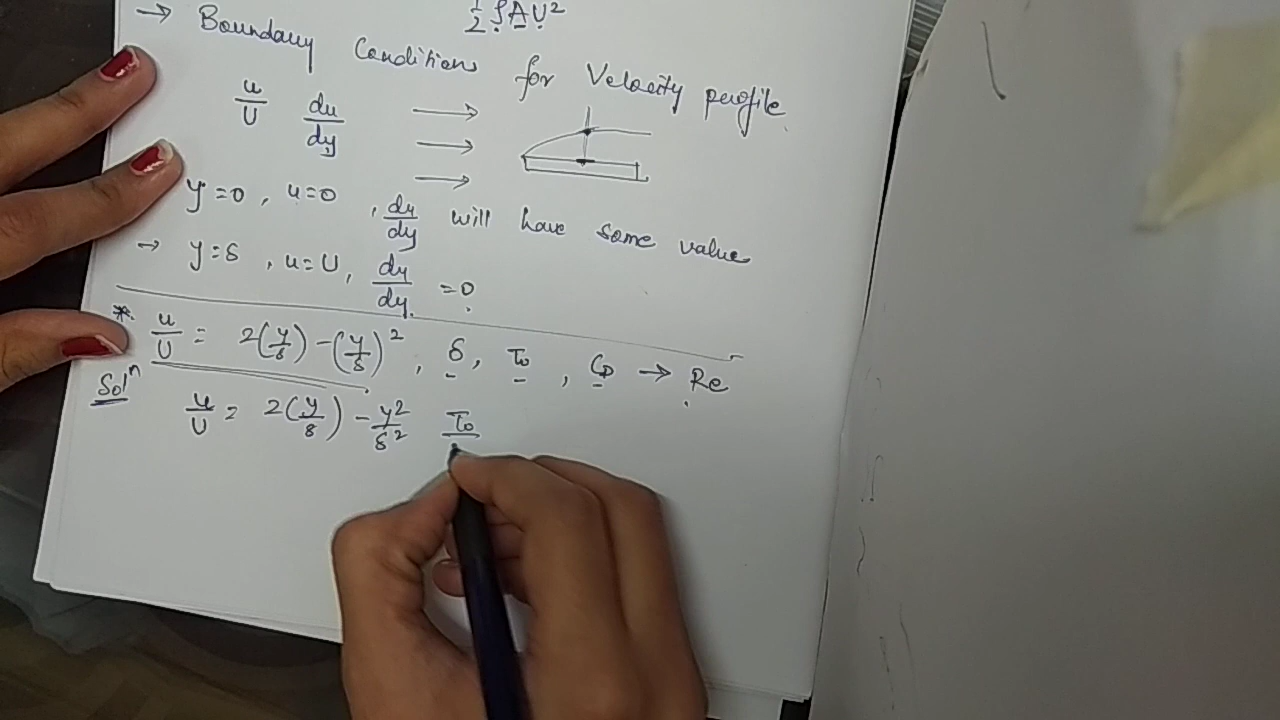 ½ ρAU²
→ Boundary Conditions for Velocity profile.
u/U du/dy
y=0, u=0, du/dy will have some value
→ y=δ, u=U, du/dy =0
* u/U = 2(y/δ) - (y/δ)², δ, τ₀, C_D → Re
Solⁿ
u/U = 2(y/δ) - y²/δ² τ₀/